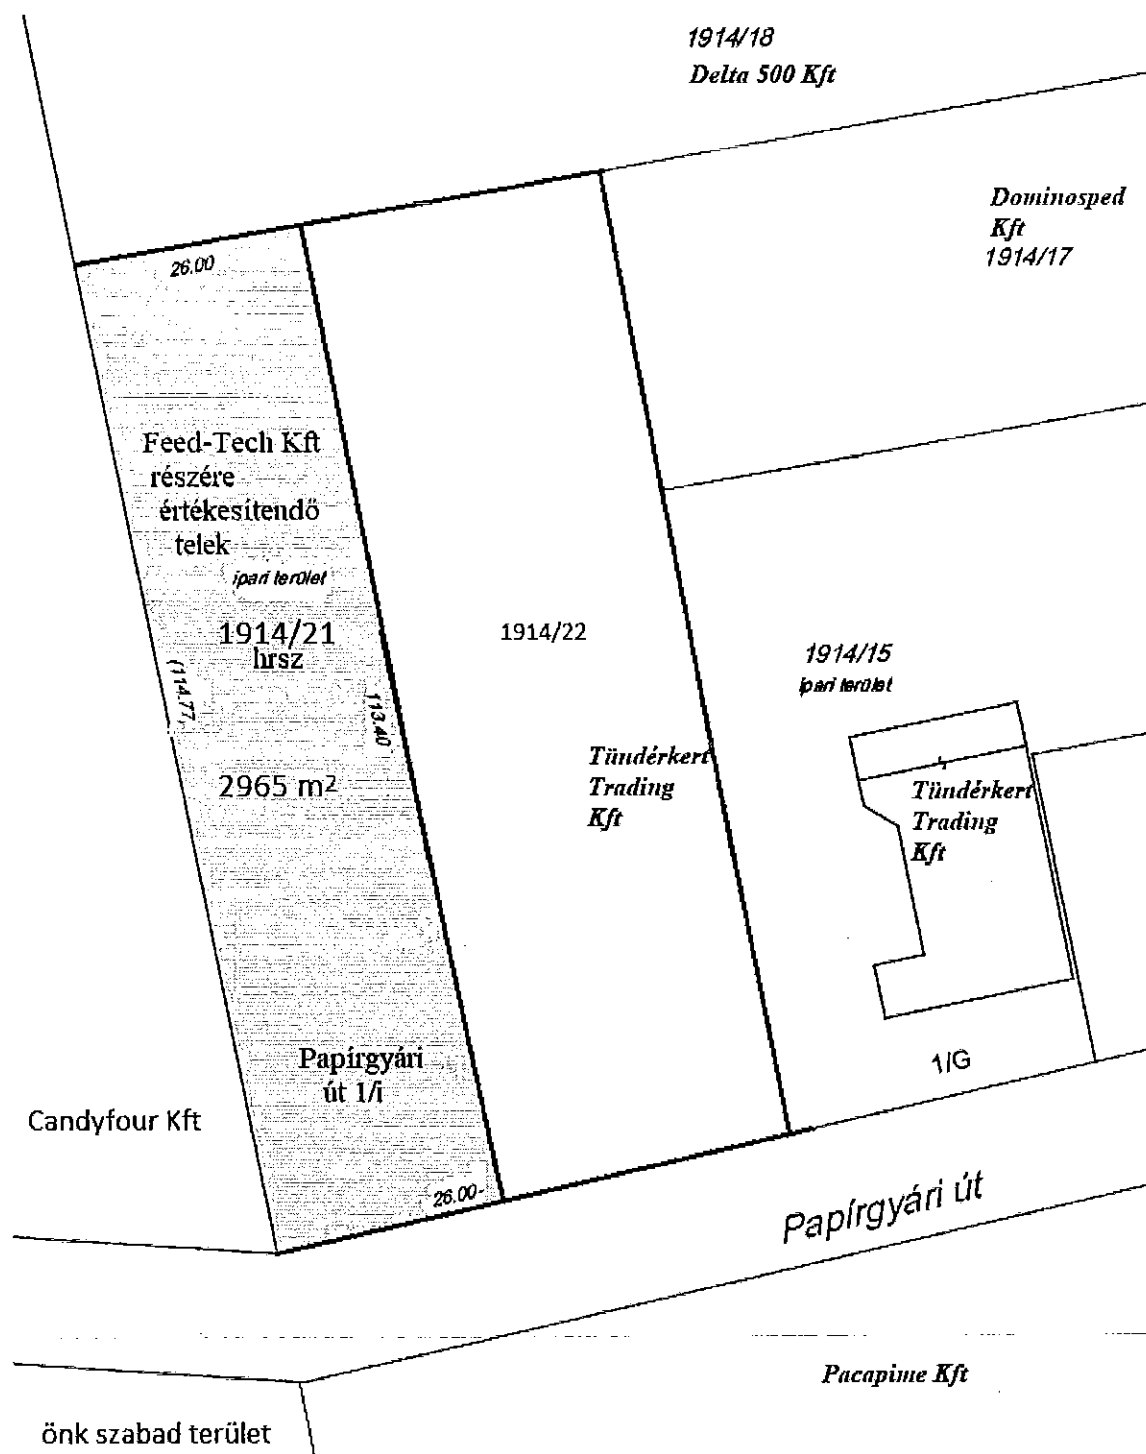 1914/18
Delta 500 Kft
Dominosped
Kft
1914/17
26.00
Feed-Tech Kft
részére
értékesítendő
telek
ipari terület
1914/21
hrsz
(114.77)
113.40
2965 m²
1914/22
Tündérkert
Trading
Kft
1914/15
ipari terület
Tündérkert
Trading
Kft
Papírgyári
út 1/i
1/G
Candyfour Kft
26.00
Papírgyári út
Pacapime Kft
önk szabad terület